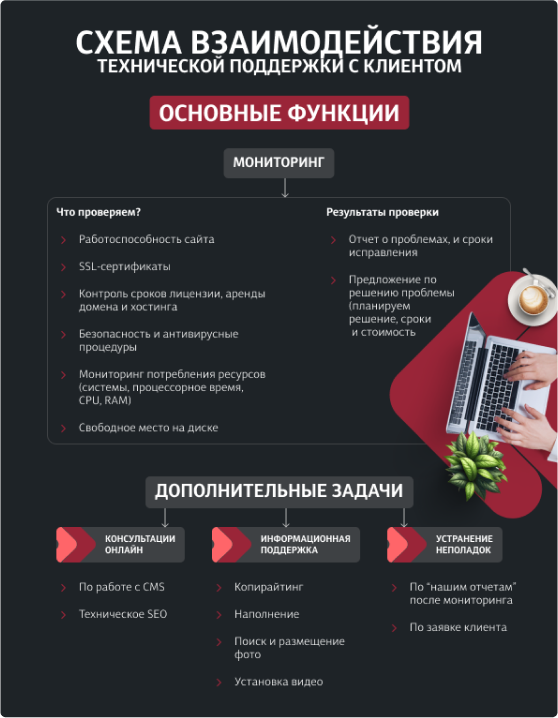 СХЕМА ВЗАИМОДЕЙСТВИЯ
ТЕХНИЧЕСКОЙ ПОДДЕРЖКИ С КЛИЕНТОМ
ОСНОВНЫЕ ФУНКЦИИ
МОНИТОРИНГ
Что проверяем?
Работоспособность сайта
SSL-сертификаты
Контроль сроков лицензии, аренды
домена и хостинга
Безопасность и антивирусные
процедуры
Мониторинг потребления ресурсов
(системы, процессорное время,
CPU, RAM)
Свободное место на диске
Результаты проверки
Отчет о проблемах, и сроки
исправления
Предложение по
решению проблемы
(планируем
решение, сроки
и стоимость
ДОПОЛНИТЕЛЬНЫЕ ЗАДАЧИ
КОНСУЛЬТАЦИИ
ОНЛАЙН
По работе с CMS
Техническое SEO
ИНФОРМАЦИОННАЯ
ПОДДЕРЖКА
Копирайтинг
Наполнение
Поиск и размещение
фото
Установка видео
УСТРАНЕНИЕ
НЕПОЛАДОК
По “нашим отчетам”
после мониторинга
По заявке клиента